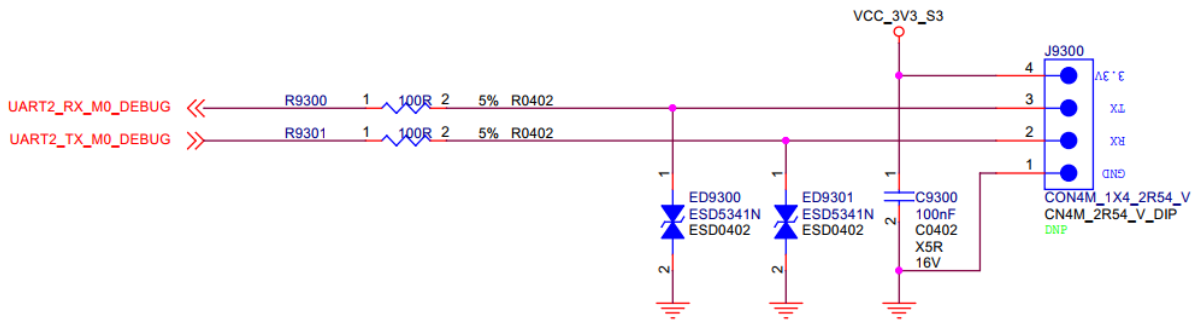 VCC_3V3_S3
J9300
4 3.3V
UART2_RX_M0_DEBUG R9300 1 100R 2 5% R0402 3 TX
UART2_TX_M0_DEBUG R9301 1 100R 2 5% R0402 2 RX
1 GND
1 ED9300
ESD5341N
ESD0402
2
1 ED9301
ESD5341N
ESD0402
2
1 C9300
100nF
2 C0402
X5R
16V
CON4M_1X4_2R54_V
CN4M_2R54_V_DIP
DNP